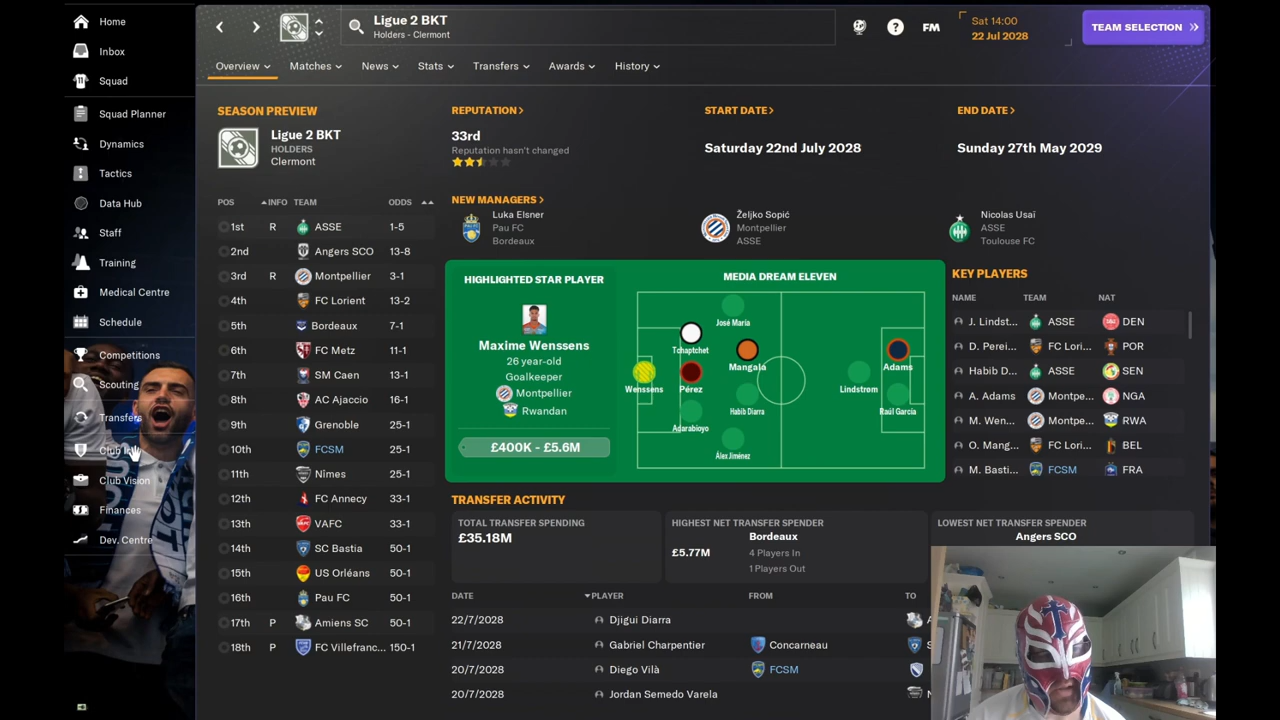 Home
Inbox
Squad
Squad Planner
Dynamics
Tactics
Data Hub
Staff
Training
Medical Centre
Schedule
Competitions
Scouting
Transfers
Club
Club Vision
Finances
Dev. Centre
Ligue 2 BKT
Holders - Clermont
FM
Sat 14:00
22 Jul 2028
TEAM SELECTION
Overview
Matches
News
Stats
Transfers
Awards
History
SEASON PREVIEW
Ligue 2 BKT
HOLDERS
Clermont
POS INFO TEAM ODDS
1st R ASSE 1-5
2nd Angers SCO 13-8
3rd R Montpellier 3-1
4th FC Lorient 13-2
5th Bordeaux 7-1
6th FC Metz 11-1
7th SM Caen 13-1
8th AC Ajaccio 16-1
9th Grenoble 25-1
10th FCSM 25-1
11th Nîmes 25-1
12th FC Annecy 33-1
13th VAFC 33-1
14th SC Bastia 50-1
15th US Orléans 50-1
16th Pau FC 50-1
17th P Amiens SC 50-1
18th P FC Villefranc... 150-1
REPUTATION
33rd
Reputation hasn't changed
START DATE
Saturday 22nd July 2028
END DATE
Sunday 27th May 2029
NEW MANAGERS
Luka Elsner
Pau FC
Bordeaux
Željko Sopić
Montpellier
ASSE
Nicolas Usaï
ASSE
Toulouse FC
HIGHLIGHTED STAR PLAYER
Maxime Wenssens
26 year-old
Goalkeeper
Montpellier
Rwandan
£400K - £5.6M
MEDIA DREAM ELEVEN
José María
Tchaptchet
Mangala
Adams
Wenssens
Pérez
Lindstrøm
Habib Diarra
Raúl García
Adarabioyo
Álex Jiménez
KEY PLAYERS
NAME TEAM NAT
J. Lindst... ASSE DEN
D. Perei... FC Lori... POR
Habib D... ASSE SEN
A. Adams Montpe... NGA
M. Wen... Montpe... RWA
O. Mang... FC Lori... BEL
M. Basti... FCSM FRA
TRANSFER ACTIVITY
TOTAL TRANSFER SPENDING
£35.18M
HIGHEST NET TRANSFER SPENDER
Bordeaux
£5.77M
4 Players In
1 Players Out
LOWEST NET TRANSFER SPENDER
Angers SCO
DATE PLAYER FROM TO
22/7/2028 Djigui Diarra
21/7/2028 Gabriel Charpentier Concarneau
20/7/2028 Diego Vilà FCSM
20/7/2028 Jordan Semedo Varela